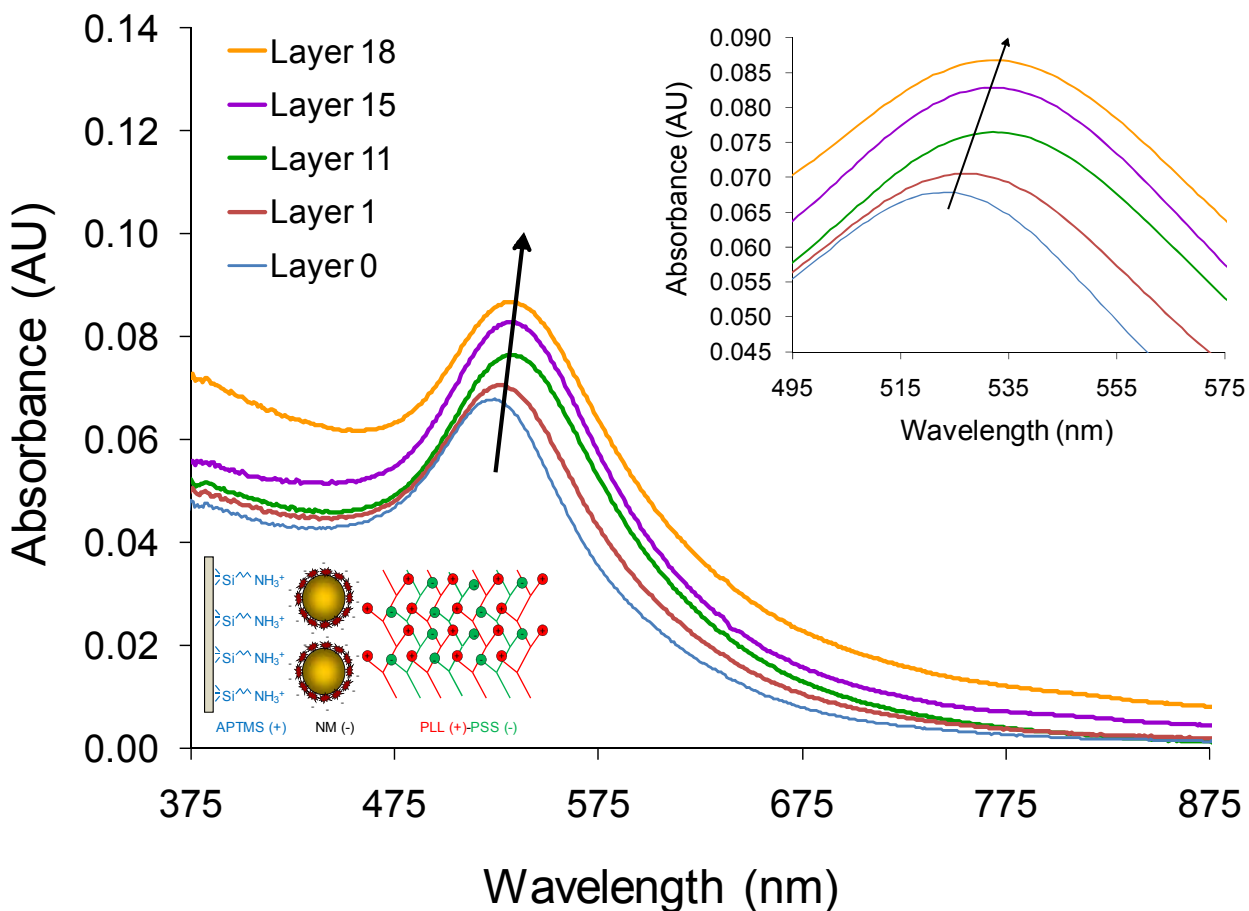 0.14
0.12
0.10
0.08
0.06
0.04
0.02
0.00
Absorbance (AU)
Layer 18
Layer 15
Layer 11
Layer 1
Layer 0
375 475 575 675 775 875
Wavelength (nm)
0.090
0.085
0.080
0.075
0.070
0.065
0.060
0.055
0.050
0.045
Absorbance (AU)
495 515 535 555 575
Wavelength (nm)
Si NH3+
Si NH3+
Si NH3+
Si NH3+
APTMS (+) NM (-) PLL (+)-PSS (-)